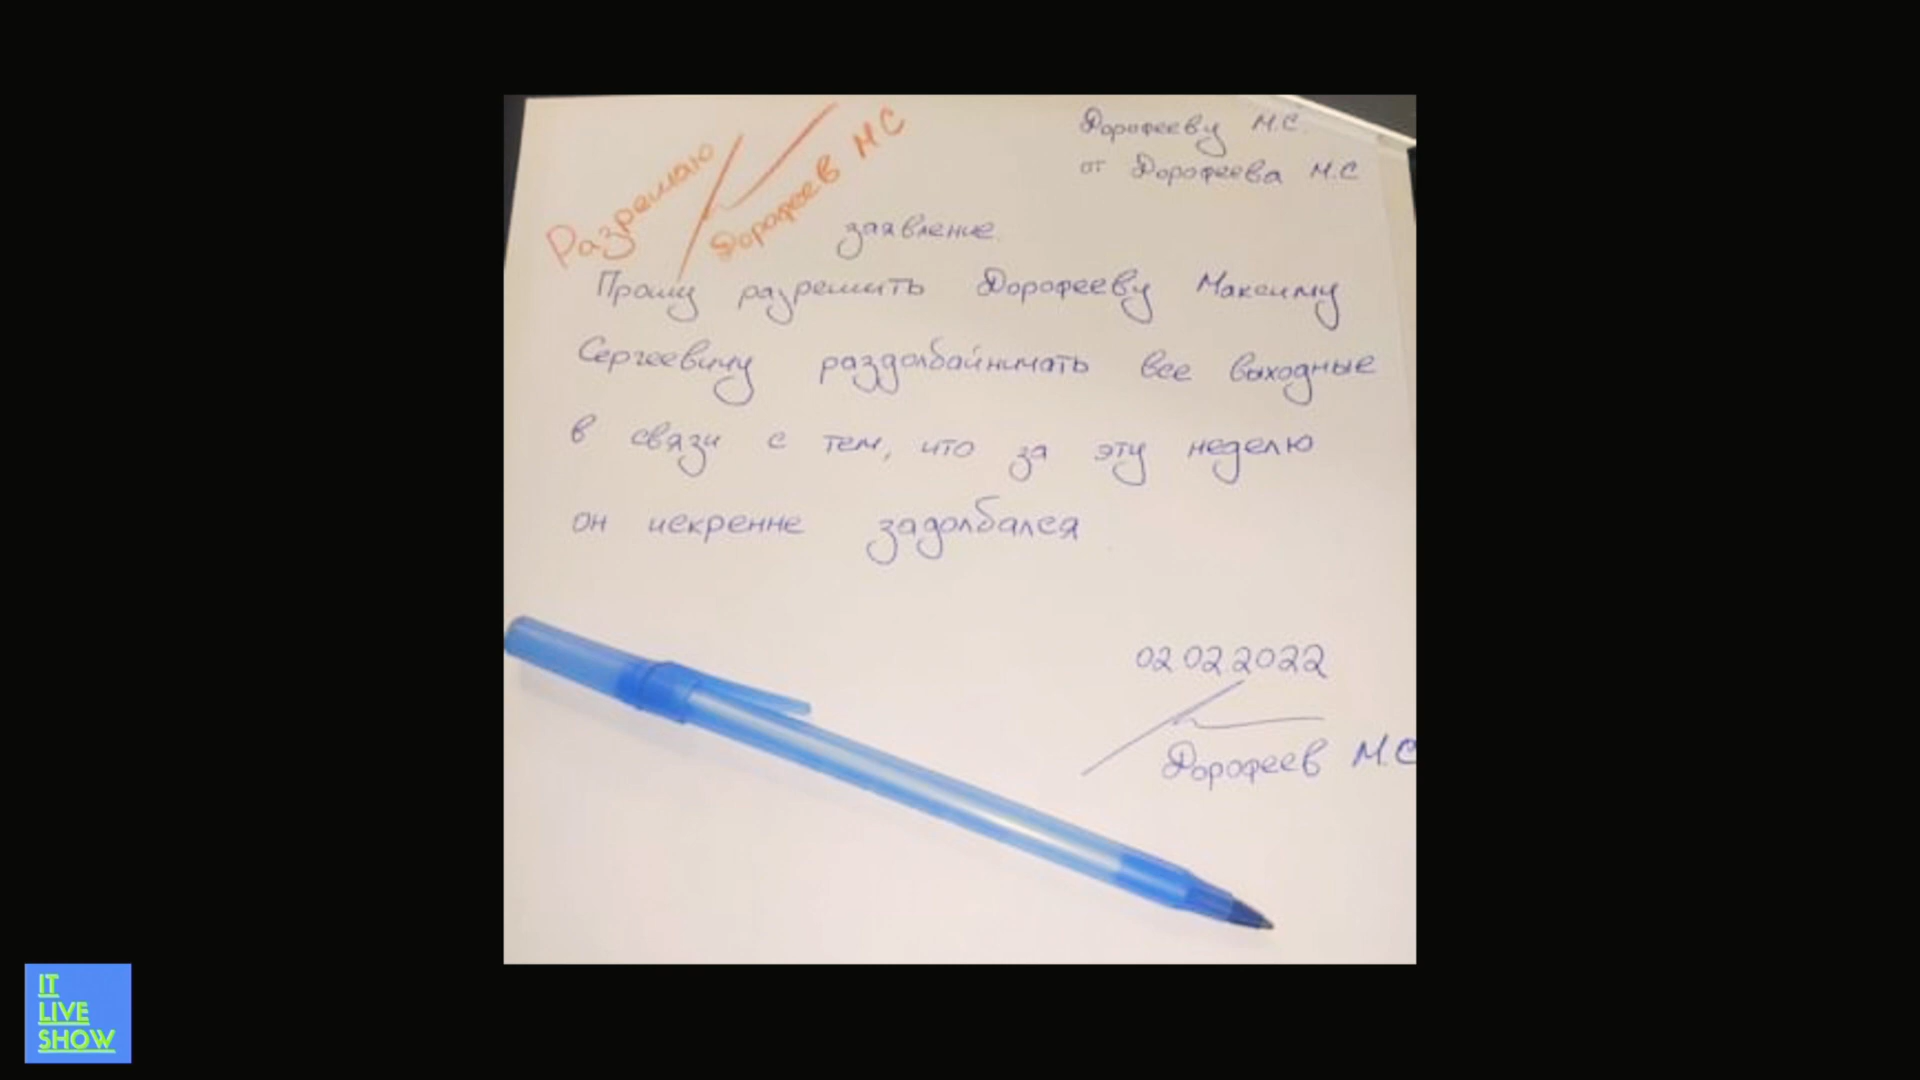 Разрешаю
Дорофеев М С
Дорофееву М.С.
от Дорофеева М.С
заявление.
Прошу разрешить Дорофееву Максиму
Сергеевичу раздолбайничать все выходные
в связи с тем, что за эту неделю
он искренне задолбался
02.02.2022
Дорофеев М.С
IT
LIVE
SHOW